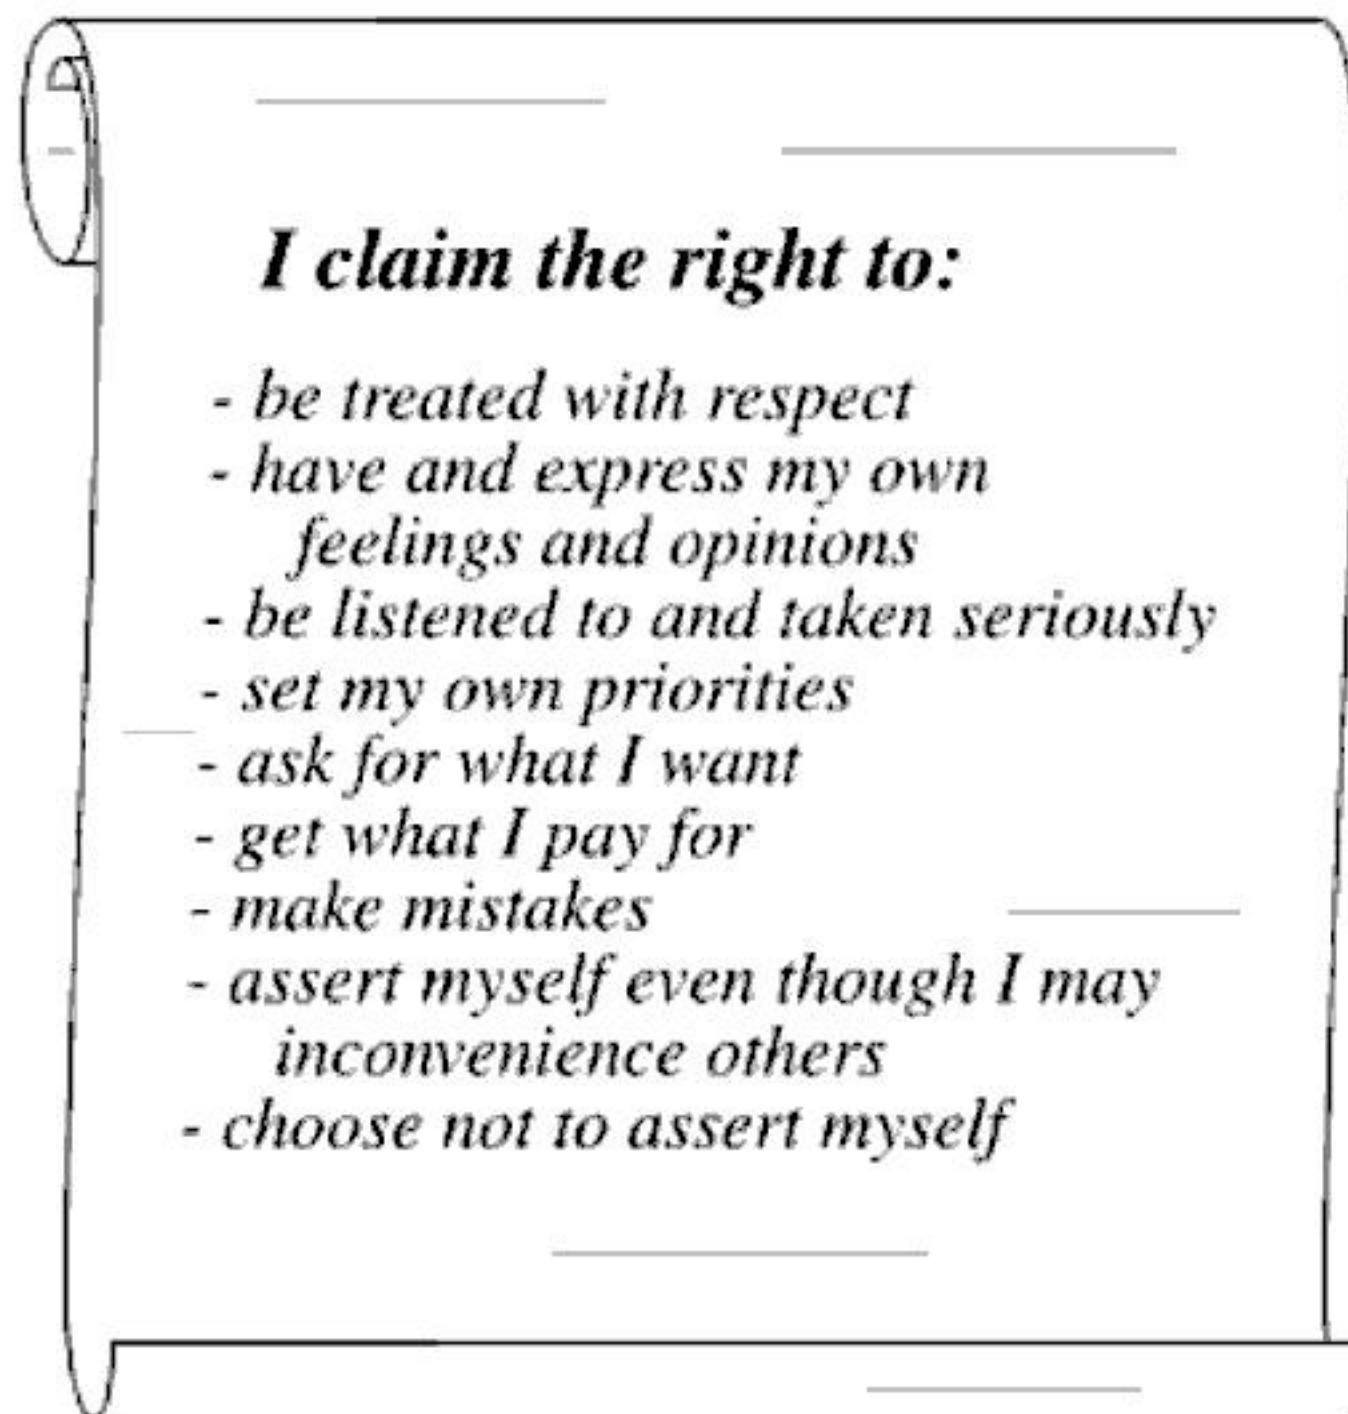 I claim the right to:
- be treated with respect
- have and express my own
feelings and opinions
- be listened to and taken seriously
- set my own priorities
- ask for what I want
- get what I pay for
- make mistakes
- assert myself even though I may
inconvenience others
- choose not to assert myself